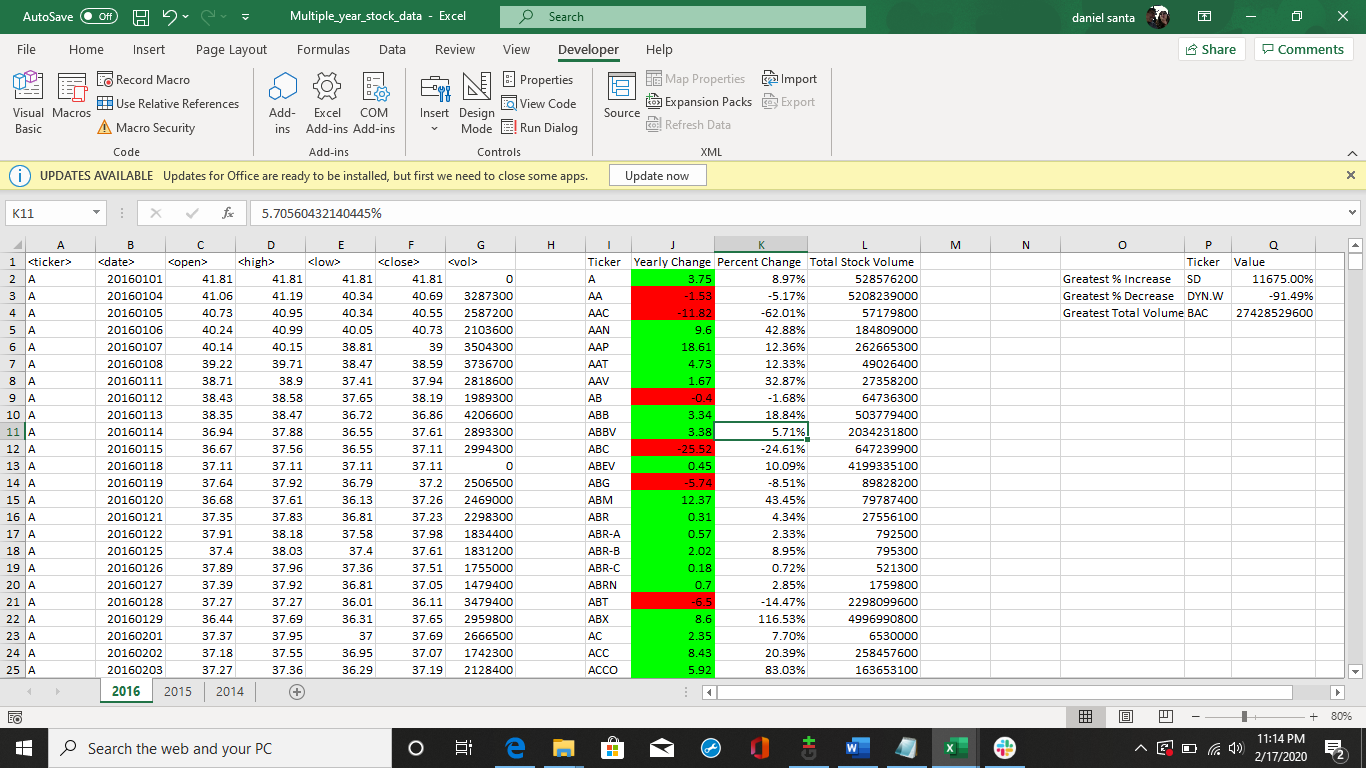 AutoSave Off Multiple_year_stock_data - Excel Search daniel santa
File Home Insert Page Layout Formulas Data Review View Developer Help Share Comments
Visual Basic Macros Record Macro Use Relative References Macro Security
Code
Add-ins Excel Add-ins COM Add-ins
Add-ins
Insert Design Mode Properties View Code Run Dialog
Controls
Source Map Properties Expansion Packs Refresh Data Import Export
XML
UPDATES AVAILABLE Updates for Office are ready to be installed, but first we need to close some apps. Update now
K11 fx 5.70560432140445%
A B C D E F G H I J K L M N O P Q
1 <ticker> <date> <open> <high> <low> <close> <vol> Ticker Yearly Change Percent Change Total Stock Volume Ticker Value
2 A 20160101 41.81 41.81 41.81 41.81 0 A 3.75 8.97% 528576200 Greatest % Increase SD 11675.00%
3 A 20160104 41.06 41.19 40.34 40.69 3287300 AA -1.53 -5.17% 5208239000 Greatest % Decrease DYN.W -91.49%
4 A 20160105 40.73 40.95 40.34 40.55 2587200 AAC -11.82 -62.01% 57179800 Greatest Total Volume BAC 27428529600
5 A 20160106 40.24 40.99 40.05 40.73 2103600 AAN 9.6 42.88% 184809000
6 A 20160107 40.14 40.15 38.81 39 3504300 AAP 18.61 12.36% 262665300
7 A 20160108 39.22 39.71 38.47 38.59 3736700 AAT 4.73 12.33% 49026400
8 A 20160111 38.71 38.9 37.41 37.94 2818600 AAV 1.67 32.87% 27358200
9 A 20160112 38.43 38.58 37.65 38.19 1989300 AB -0.4 -1.68% 64736300
10 A 20160113 38.35 38.47 36.72 36.86 4206600 ABB 3.34 18.84% 503779400
11 A 20160114 36.94 37.88 36.55 37.61 2893300 ABBV 3.38 5.71% 2034231800
12 A 20160115 36.67 37.56 36.55 37.11 2994300 ABC -25.52 -24.61% 647239900
13 A 20160118 37.11 37.11 37.11 37.11 0 ABEV 0.45 10.09% 4199335100
14 A 20160119 37.64 37.92 36.79 37.2 2506500 ABG -5.74 -8.51% 89828200
15 A 20160120 36.68 37.61 36.13 37.26 2469000 ABM 12.37 43.45% 79787400
16 A 20160121 37.35 37.83 36.81 37.23 2298300 ABR 0.31 4.34% 27556100
17 A 20160122 37.91 38.18 37.58 37.98 1834400 ABR-A 0.57 2.33% 792500
18 A 20160125 37.4 38.03 37.4 37.61 1831200 ABR-B 2.02 8.95% 795300
19 A 20160126 37.89 37.96 37.36 37.51 1755000 ABR-C 0.18 0.72% 521300
20 A 20160127 37.39 37.92 36.81 37.05 1479400 ABRN 0.7 2.85% 1759800
21 A 20160128 37.27 37.27 36.01 36.11 3479400 ABT -6.5 -14.47% 2298099600
22 A 20160129 36.44 37.69 36.31 37.65 2959800 ABX 8.6 116.53% 4996990800
23 A 20160201 37.37 37.95 37 37.69 2666500 AC 2.35 7.70% 6530000
24 A 20160202 37.18 37.55 36.95 37.07 1742300 ACC 8.43 20.39% 258457600
25 A 20160203 37.27 37.36 36.29 37.19 2128400 ACCO 5.92 83.03% 163653100
2016 2015 2014
80%
Search the web and your PC 11:14 PM
2/17/2020 2